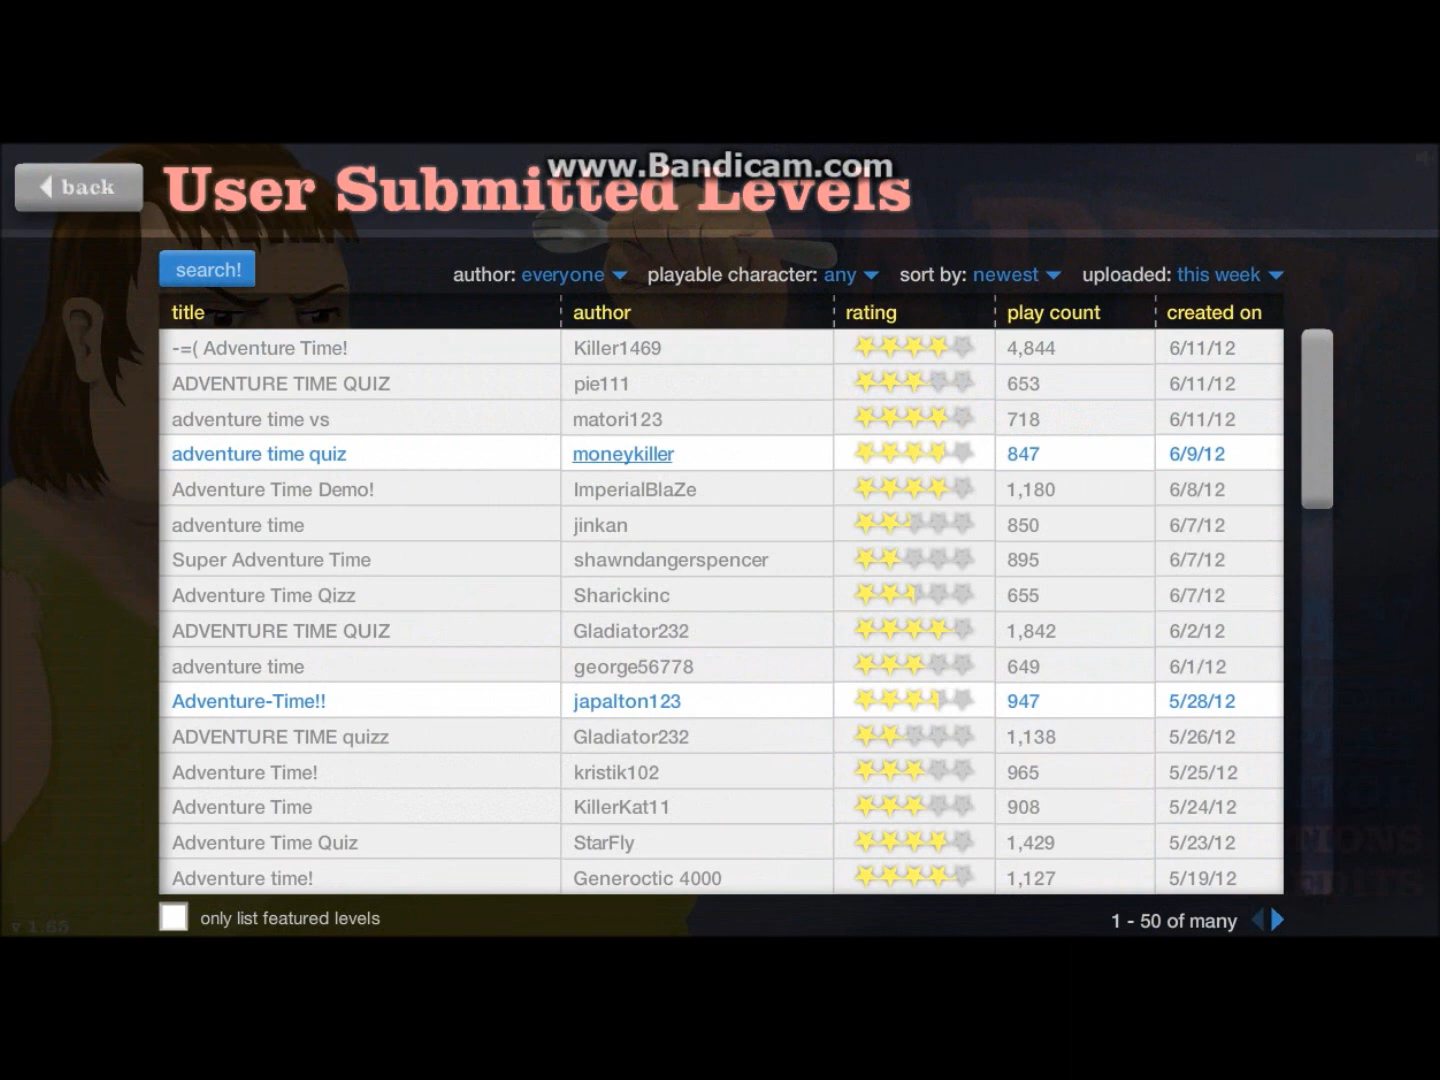 www.Bandicam.com
back
User Submitted Levels
search!
author: everyone playable character: any sort by: newest uploaded: this week
title author rating play count created on
-=( Adventure Time! Killer1469 4,844 6/11/12
ADVENTURE TIME QUIZ pie111 653 6/11/12
adventure time vs matori123 718 6/11/12
adventure time quiz moneykiller 847 6/9/12
Adventure Time Demo! ImperialBlaZe 1,180 6/8/12
adventure time jinkan 850 6/7/12
Super Adventure Time shawndangerspencer 895 6/7/12
Adventure Time Qizz Sharickinc 655 6/7/12
ADVENTURE TIME QUIZ Gladiator232 1,842 6/2/12
adventure time george56778 649 6/1/12
Adventure-Time!! japalton123 947 5/28/12
ADVENTURE TIME quizz Gladiator232 1,138 5/26/12
Adventure Time! kristik102 965 5/25/12
Adventure Time KillerKat11 908 5/24/12
Adventure Time Quiz StarFly 1,429 5/23/12
Adventure time! Generoctic 4000 1,127 5/19/12
only list featured levels 1 - 50 of many
v 1.65